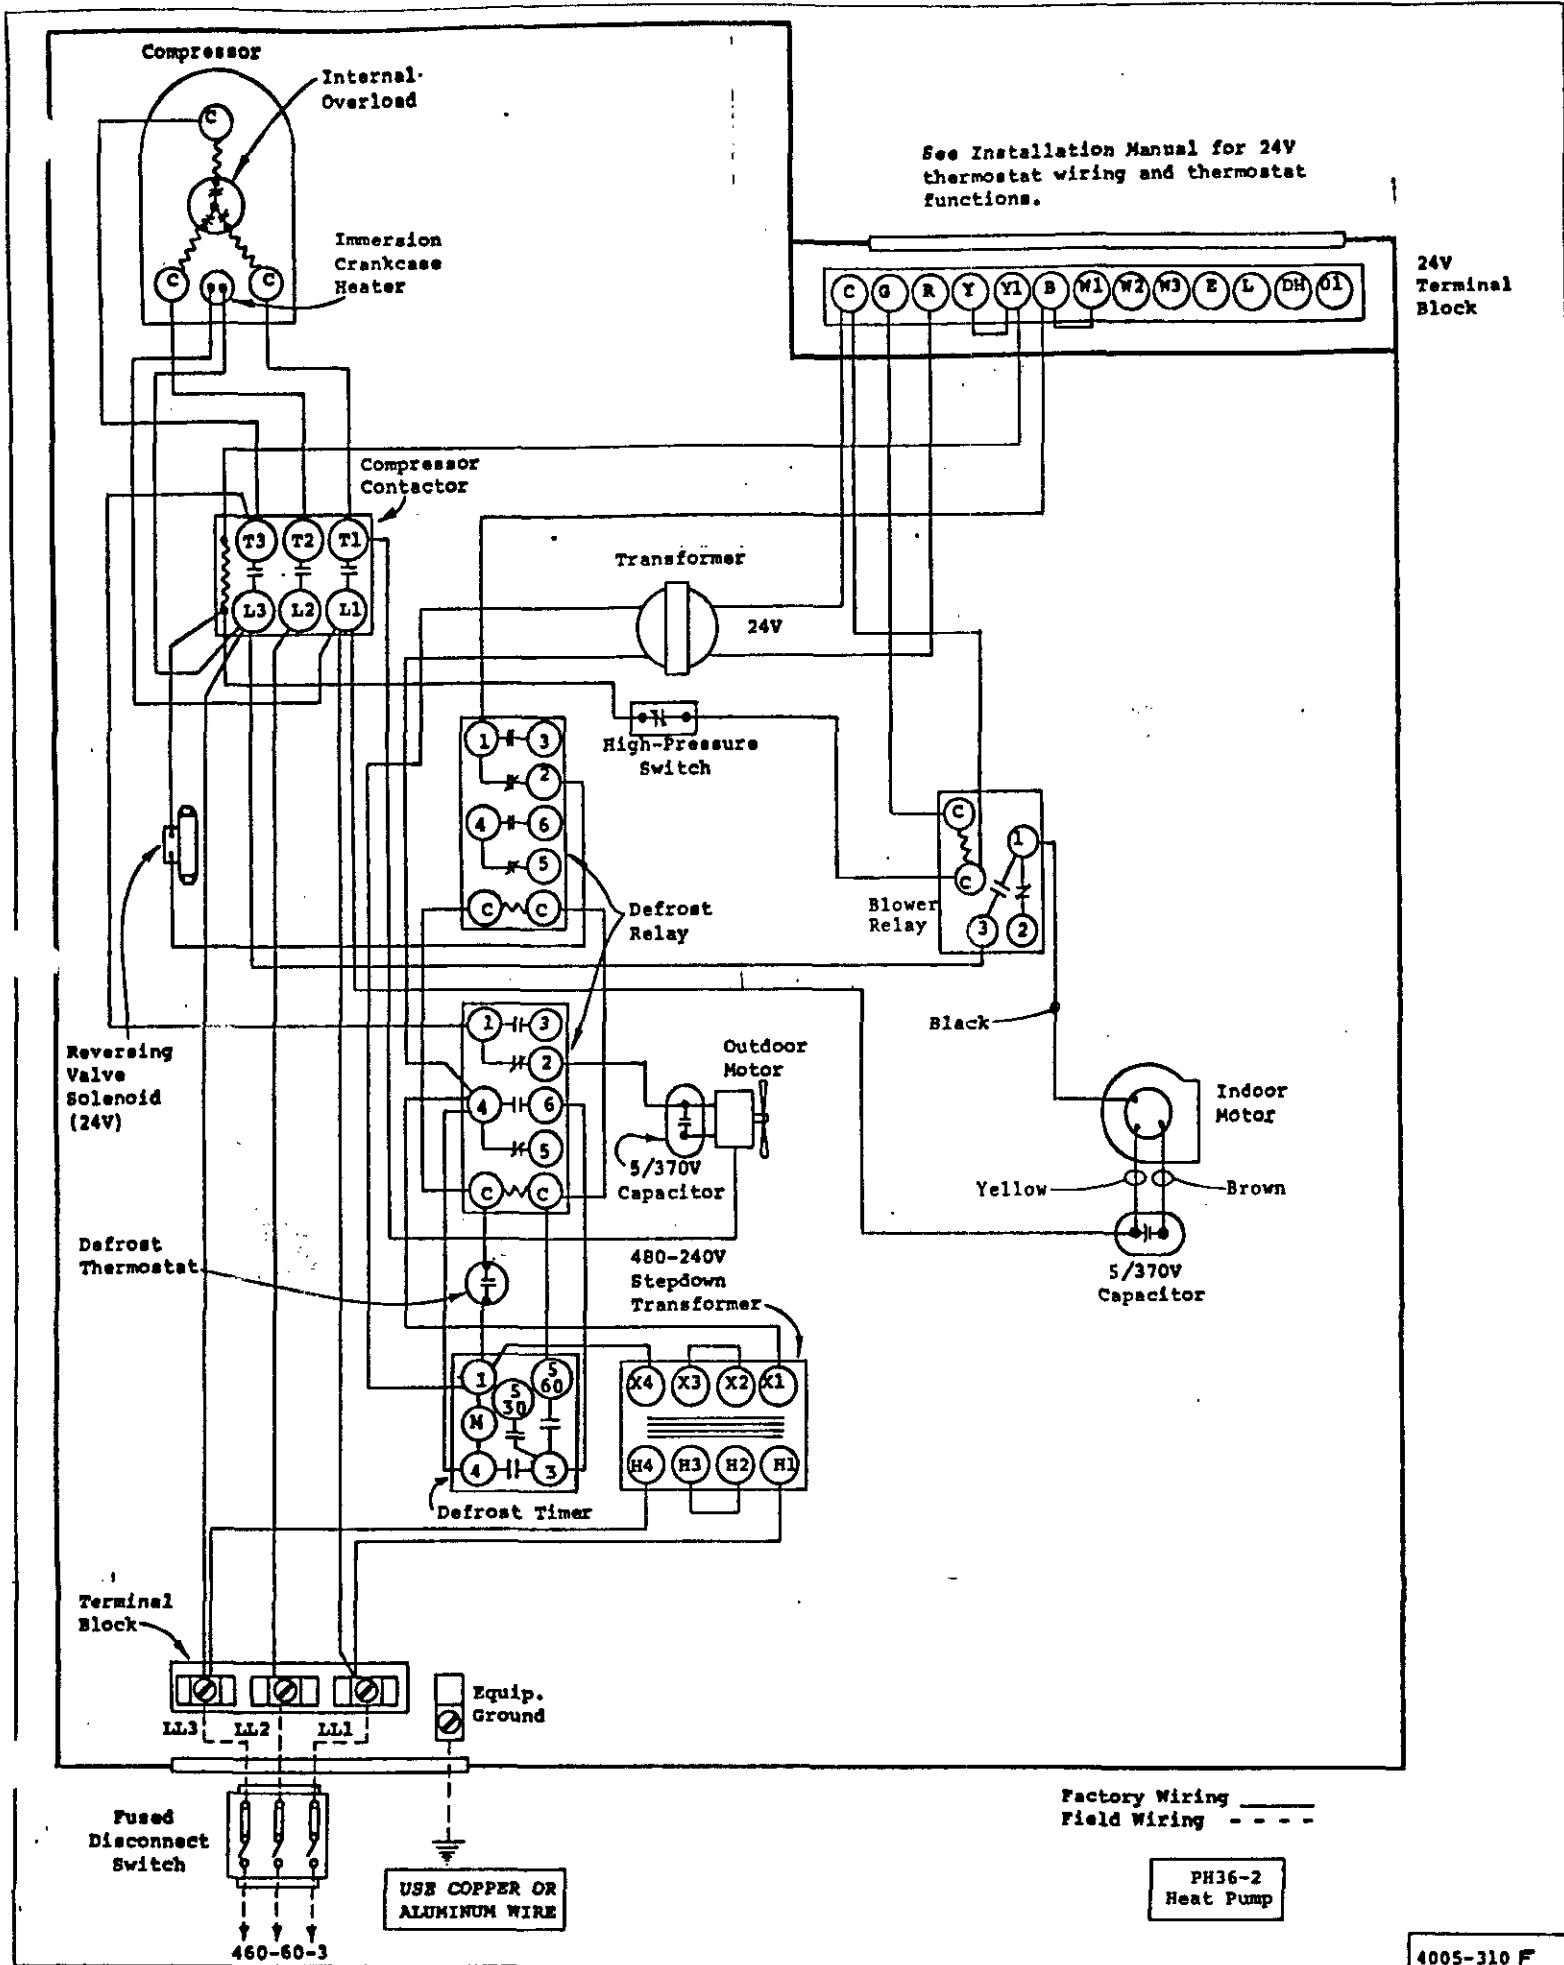 Compressor
Internal
Overload
C
C
C
Immersion
Crankcase
Heater
See Installation Manual for 24V
thermostat wiring and thermostat
functions.
C G R Y Y1 B W1 W2 W3 E L DH O1
24V
Terminal
Block
Compressor
Contactor
T3 T2 T1
L3 L2 L1
Transformer
24V
1 3
2
4 6
5
C C
High-Pressure
Switch
Defrost
Relay
C
C
1
3 2
Blower
Relay
Black
Reversing
Valve
Solenoid
(24V)
1 3
2
4 6
5
C C
Outdoor
Motor
5/370V
Capacitor
Indoor
Motor
Yellow
Brown
5/370V
Capacitor
Defrost
Thermostat
480-240V
Stepdown
Transformer
1
5
30
5
60
M
4 3
Defrost Timer
X4 X3 X2 X1
H4 H3 H2 H1
Terminal
Block
LL3 LL2 LL1
Equip.
Ground
Fused
Disconnect
Switch
USE COPPER OR
ALUMINUM WIRE
460-60-3
Factory Wiring
Field Wiring
PH36-2
Heat Pump
4005-310 F